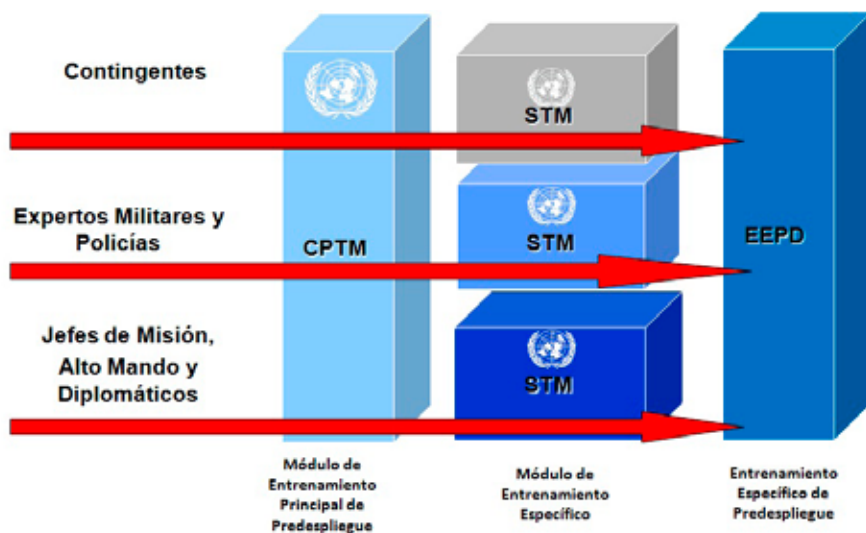 Contingentes
STM
Expertos Militares y
Policías
CPTM
STM
EEPD
Jefes de Misión,
Alto Mando y
Diplomáticos
STM
Módulo de
Entrenamiento
Principal de
Predespliegue
Módulo de
Entrenamiento
Específico
Entrenamiento
Específico de
Predespliegue